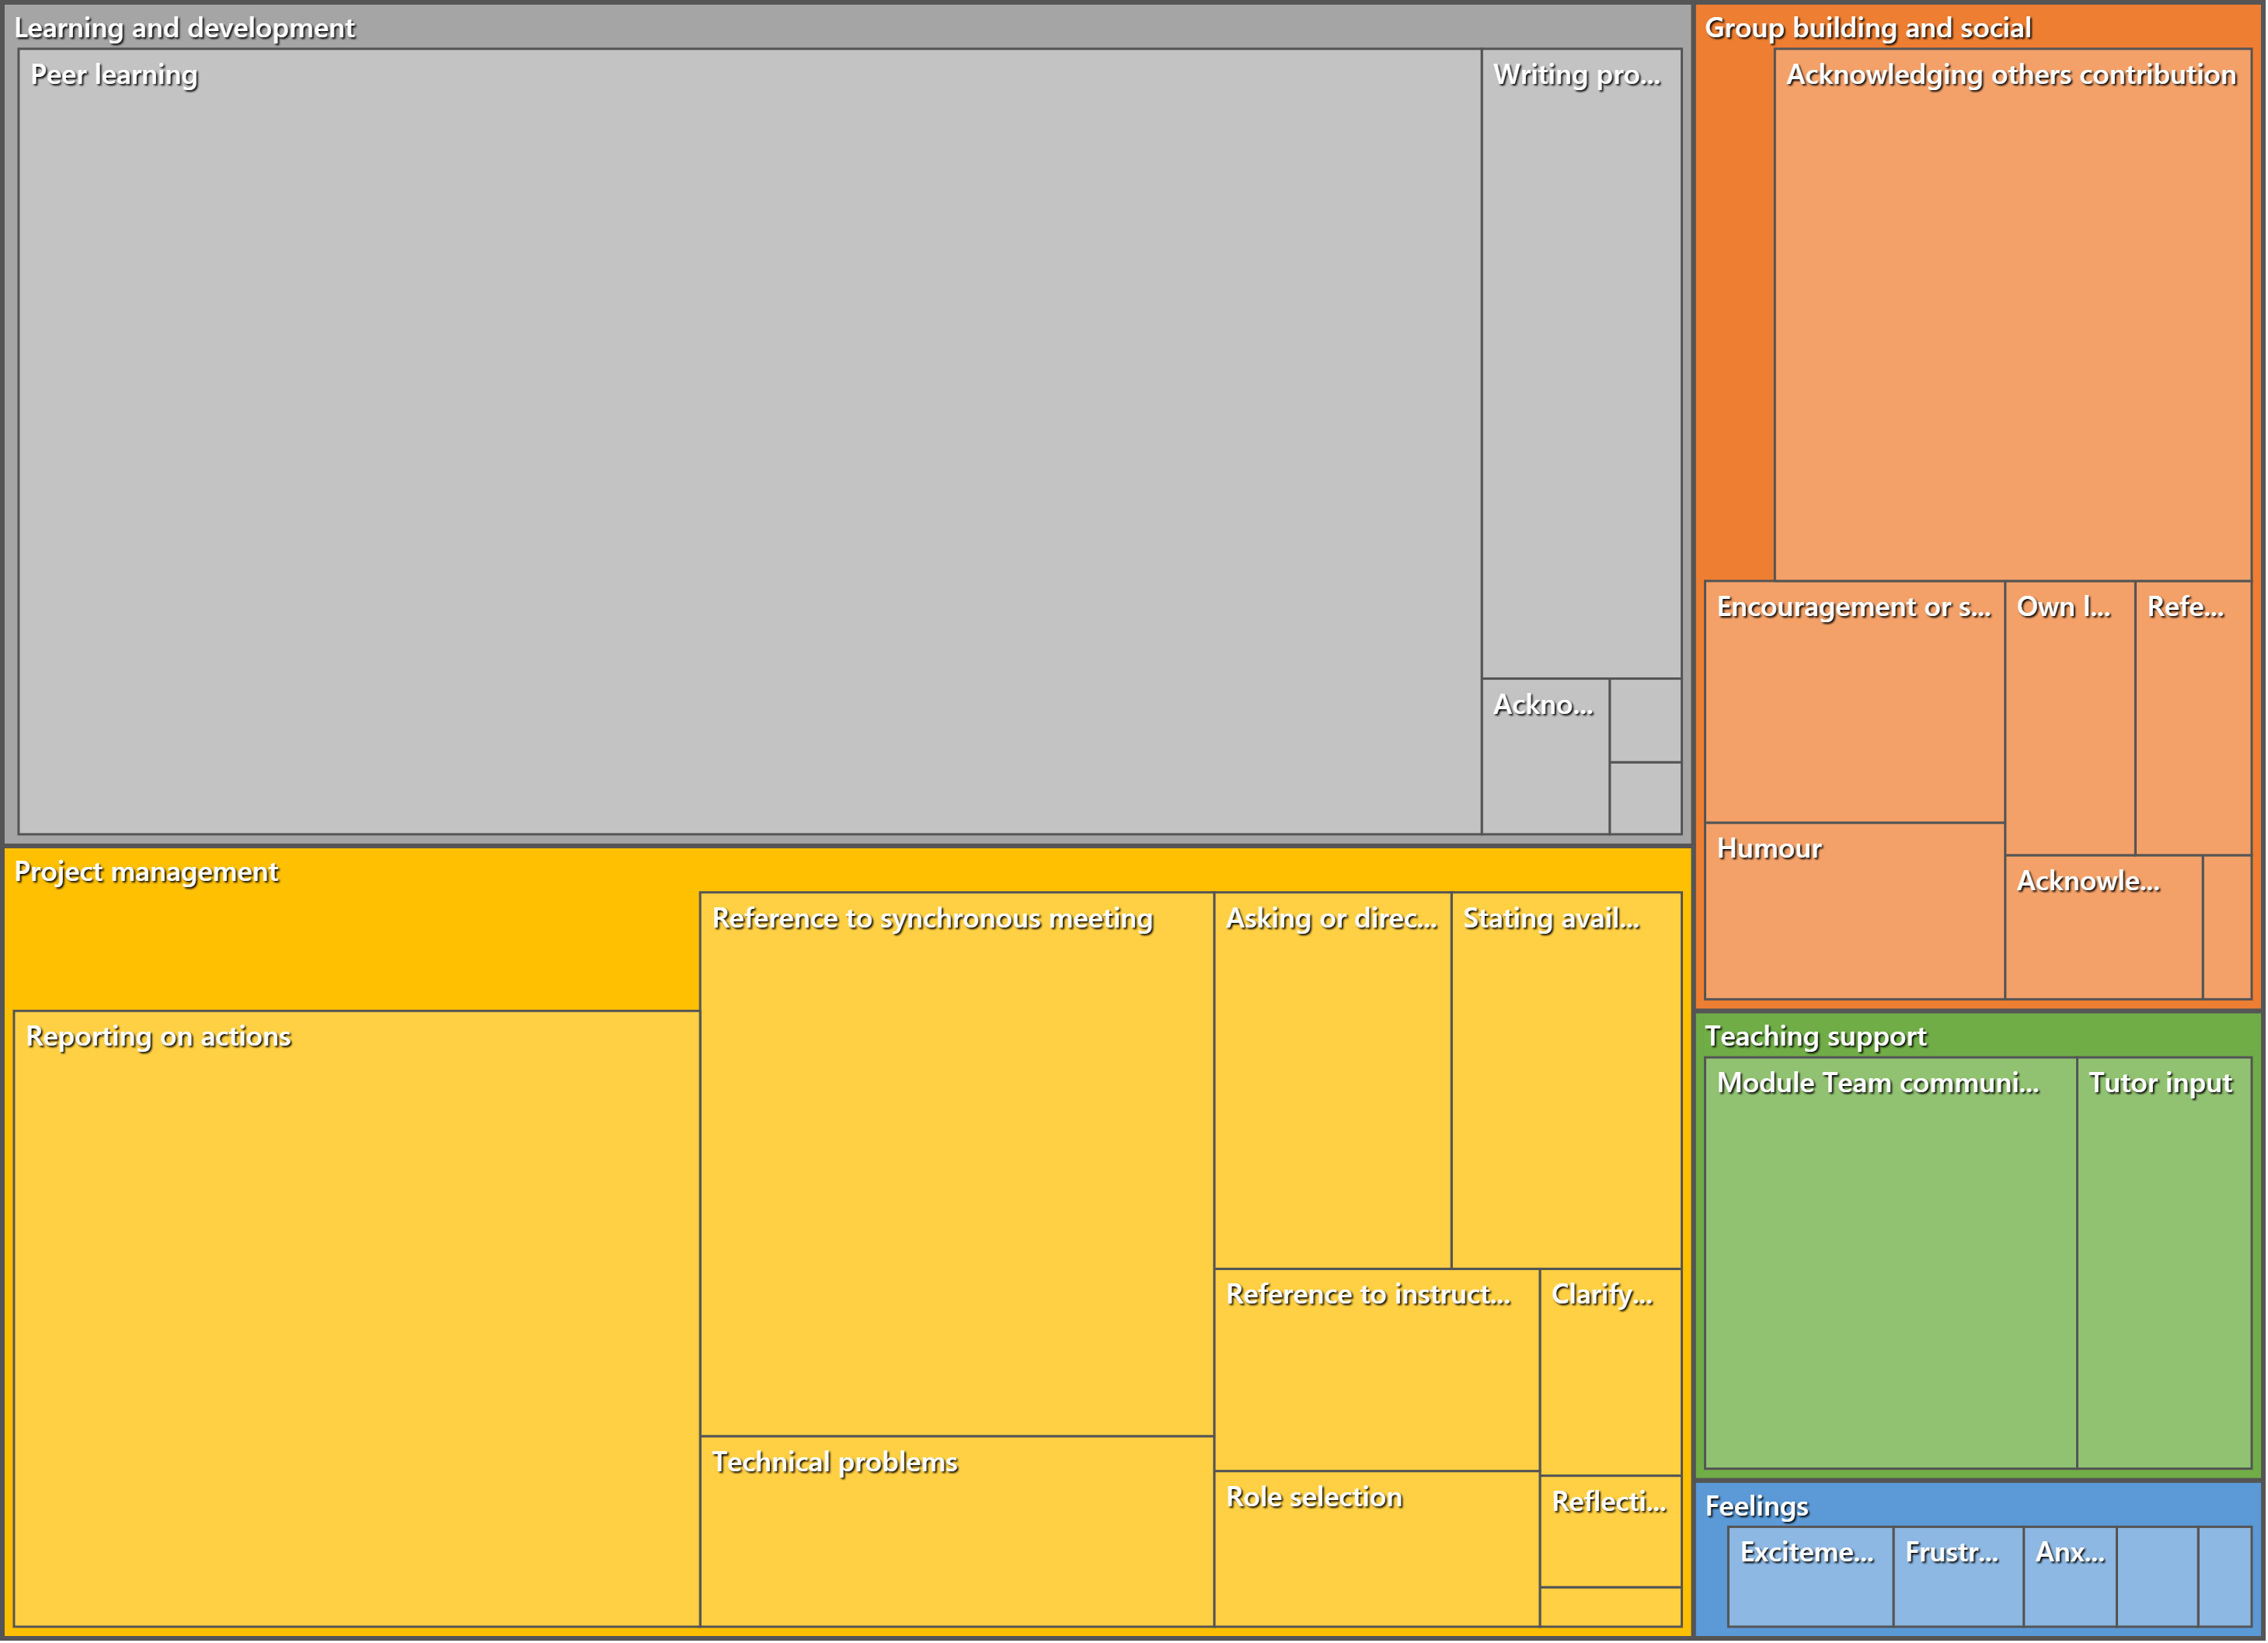 Learning and development
Peer learning
Writing pro...
Ackno...
Project management
Reporting on actions
Reference to synchronous meeting
Technical problems
Asking or direc...
Stating avail...
Reference to instruct...
Clarify...
Role selection
Reflecti...
Group building and social
Acknowledging others contribution
Encouragement or s...
Own l...
Refe...
Humour
Acknowle...
Teaching support
Module Team communi...
Tutor input
Feelings
Exciteme...
Frustr...
Anx...